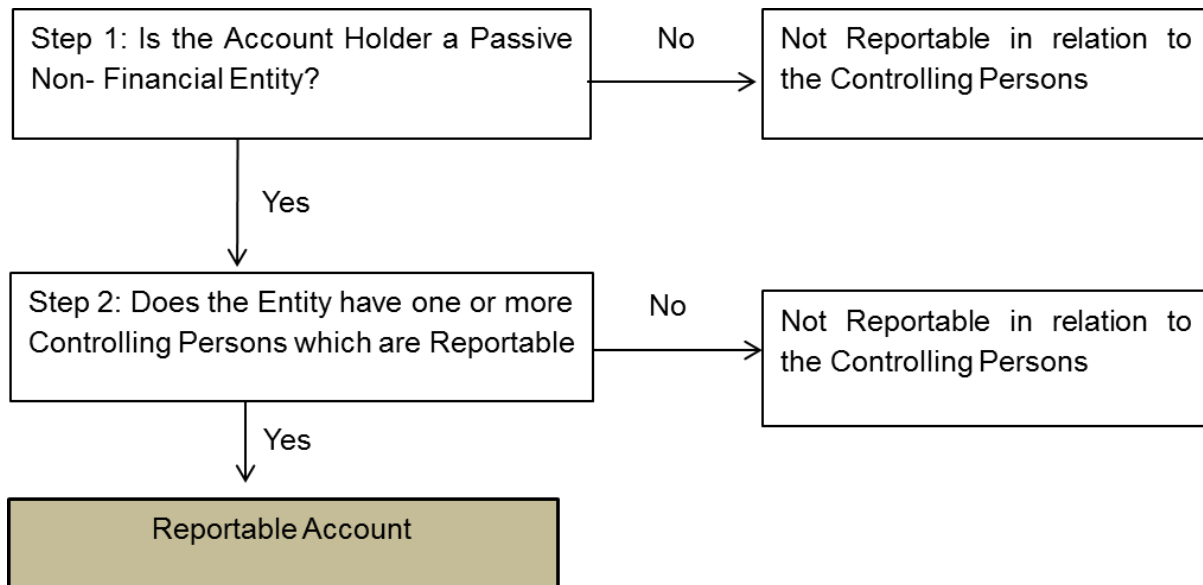 Step 1: Is the Account Holder a Passive
Non- Financial Entity?
No
Not Reportable in relation to
the Controlling Persons
Yes
Step 2: Does the Entity have one or more
Controlling Persons which are Reportable
No
Not Reportable in relation to
the Controlling Persons
Yes
Reportable Account